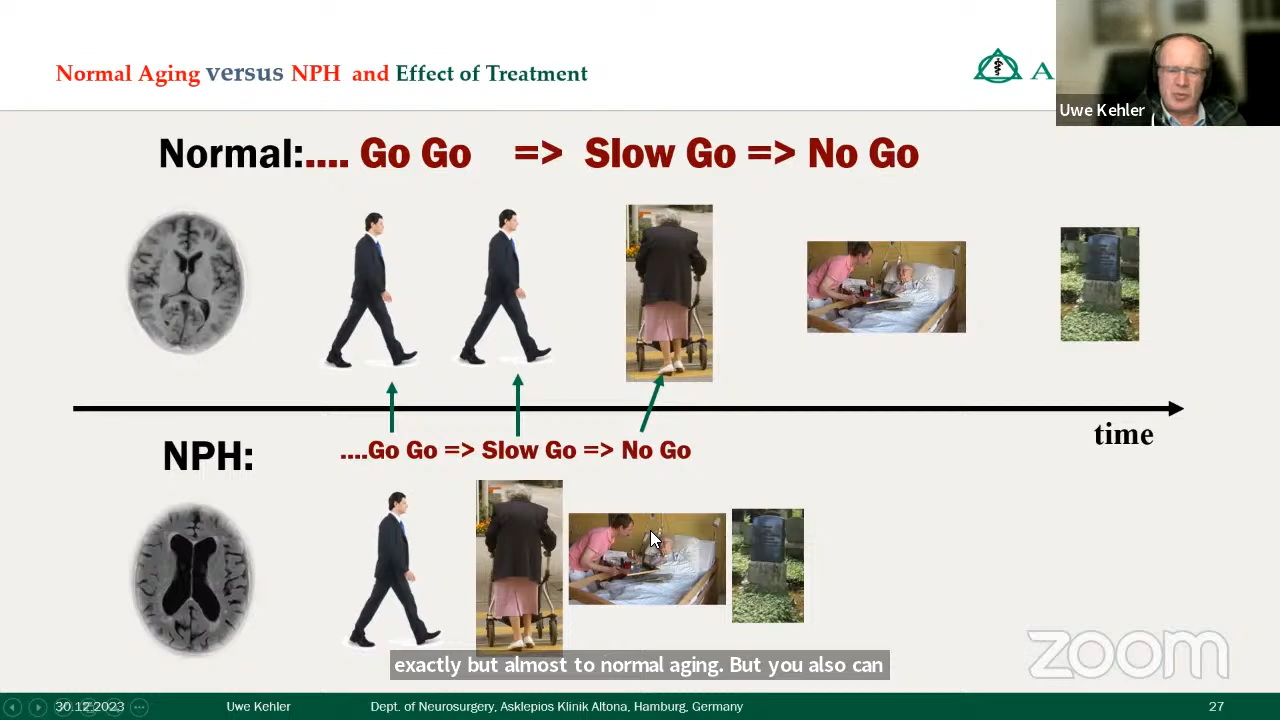 Normal Aging versus NPH and Effect of Treatment
A
Uwe Kehler
Normal:.... Go Go => Slow Go => No Go
time
NPH:
....Go Go => Slow Go => No Go
exactly but almost to normal aging. But you also can
zoom
30.12.2023 Uwe Kehler Dept. of Neurosurgery, Asklepios Klinik Altona, Hamburg, Germany 27